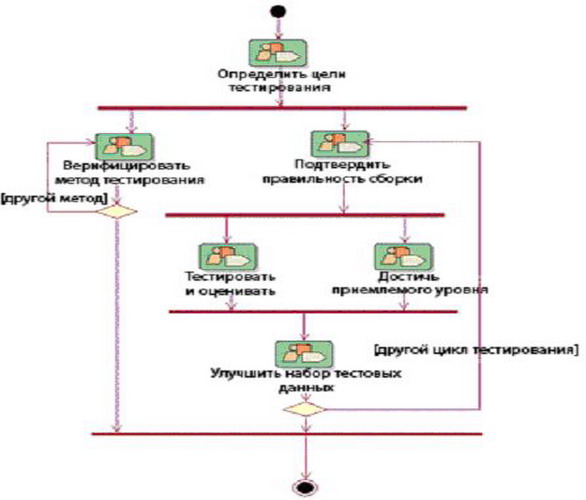 Определить цели
тестирования
Верифицировать
метод тестирования
[другой метод]
Подтвердить
правильность сборки
Тестировать
и оценивать
Достичь
приемлемого уровня
[другой цикл тестирования]
Улучшить набор тестовых
данных